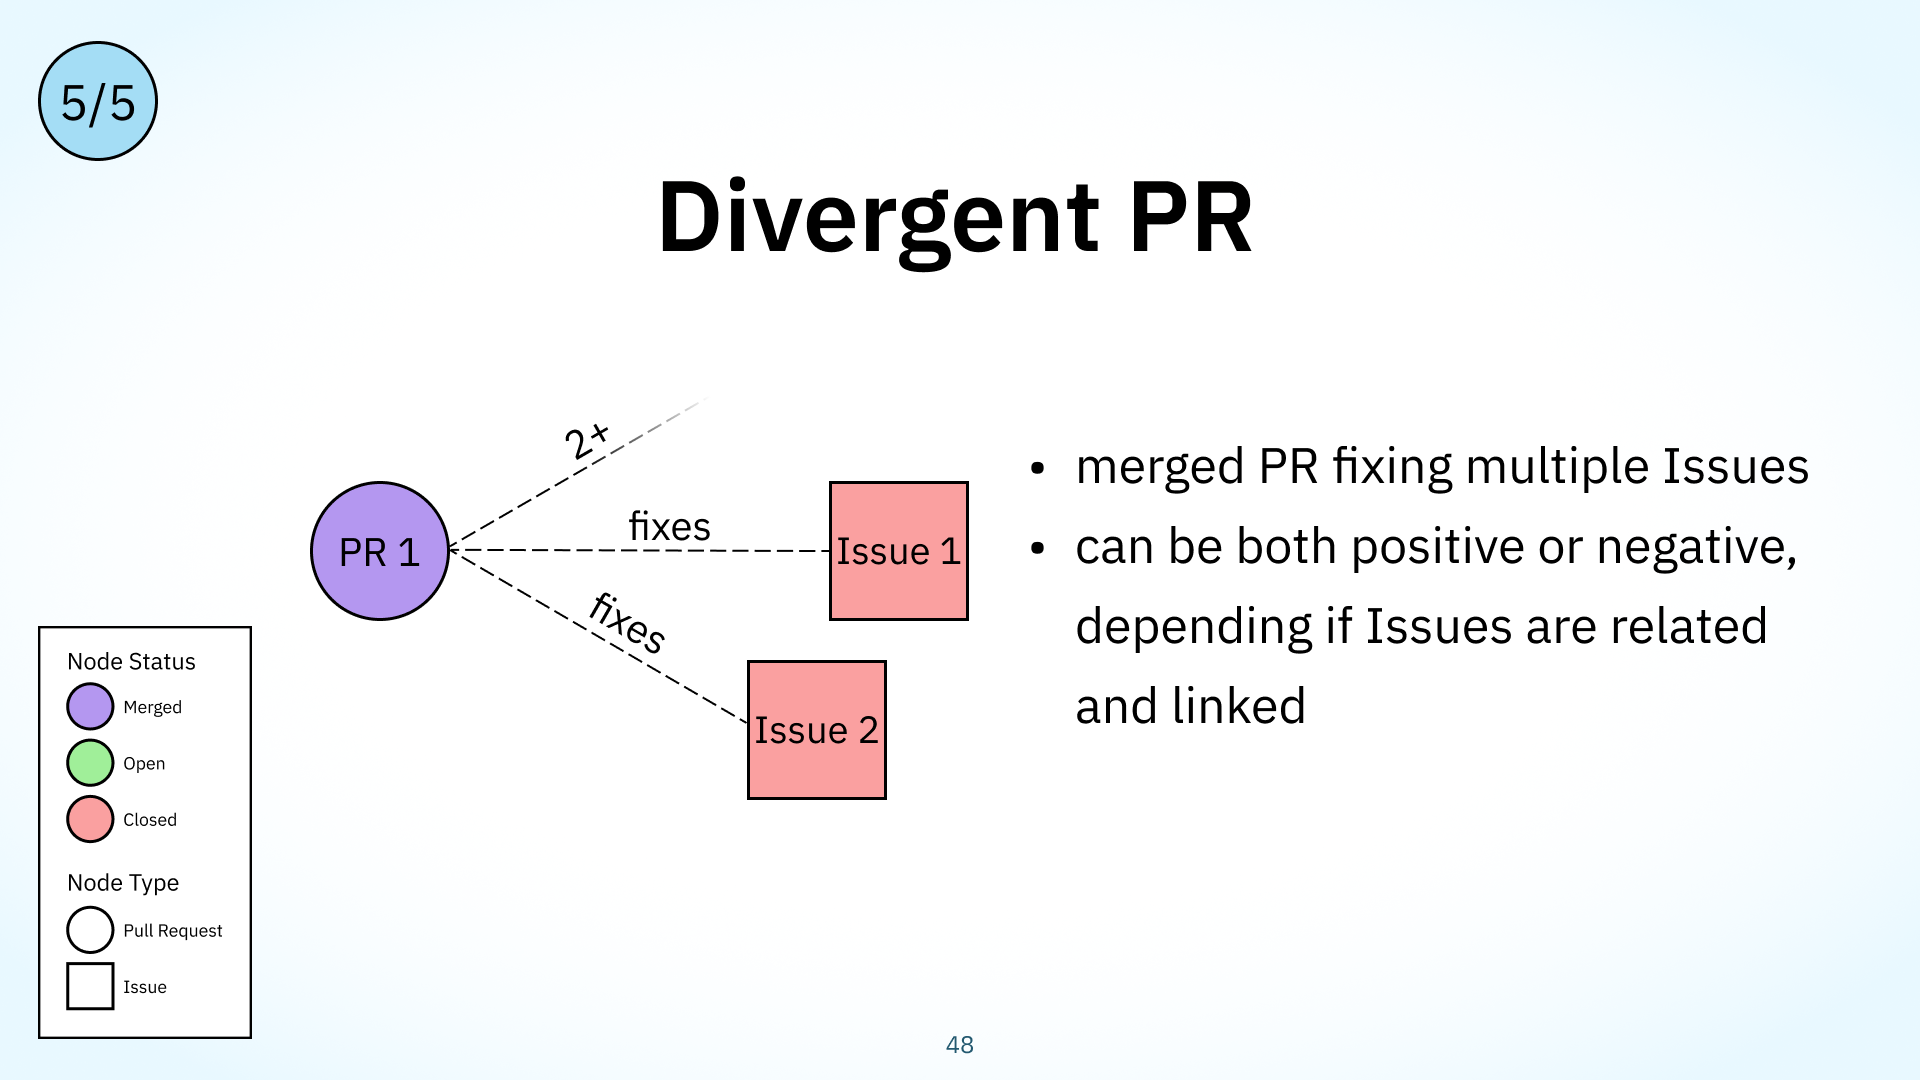 5/5
Divergent PR
2+
fixes
fixes
PR 1
Issue 1
Issue 2
• merged PR fixing multiple Issues
• can be both positive or negative,
depending if Issues are related
and linked
Node Status
Merged
Open
Closed
Node Type
Pull Request
Issue
48